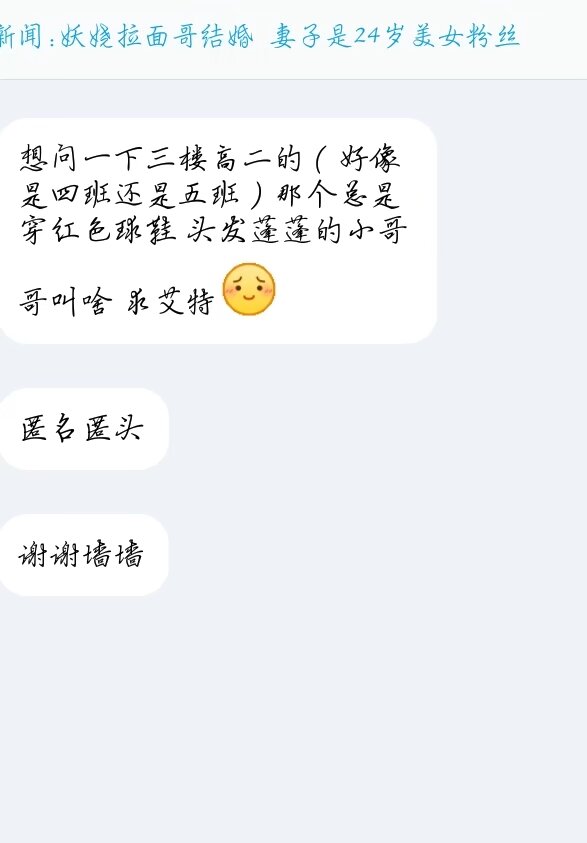 新闻:妖娆拉面哥结婚 妻子是24岁美女粉丝
想问一下三楼高二的（好像
是四班还是五班）那个总是
穿红色球鞋 头发蓬蓬的小哥
哥叫啥 求艾特
匿名匿头
谢谢墙墙